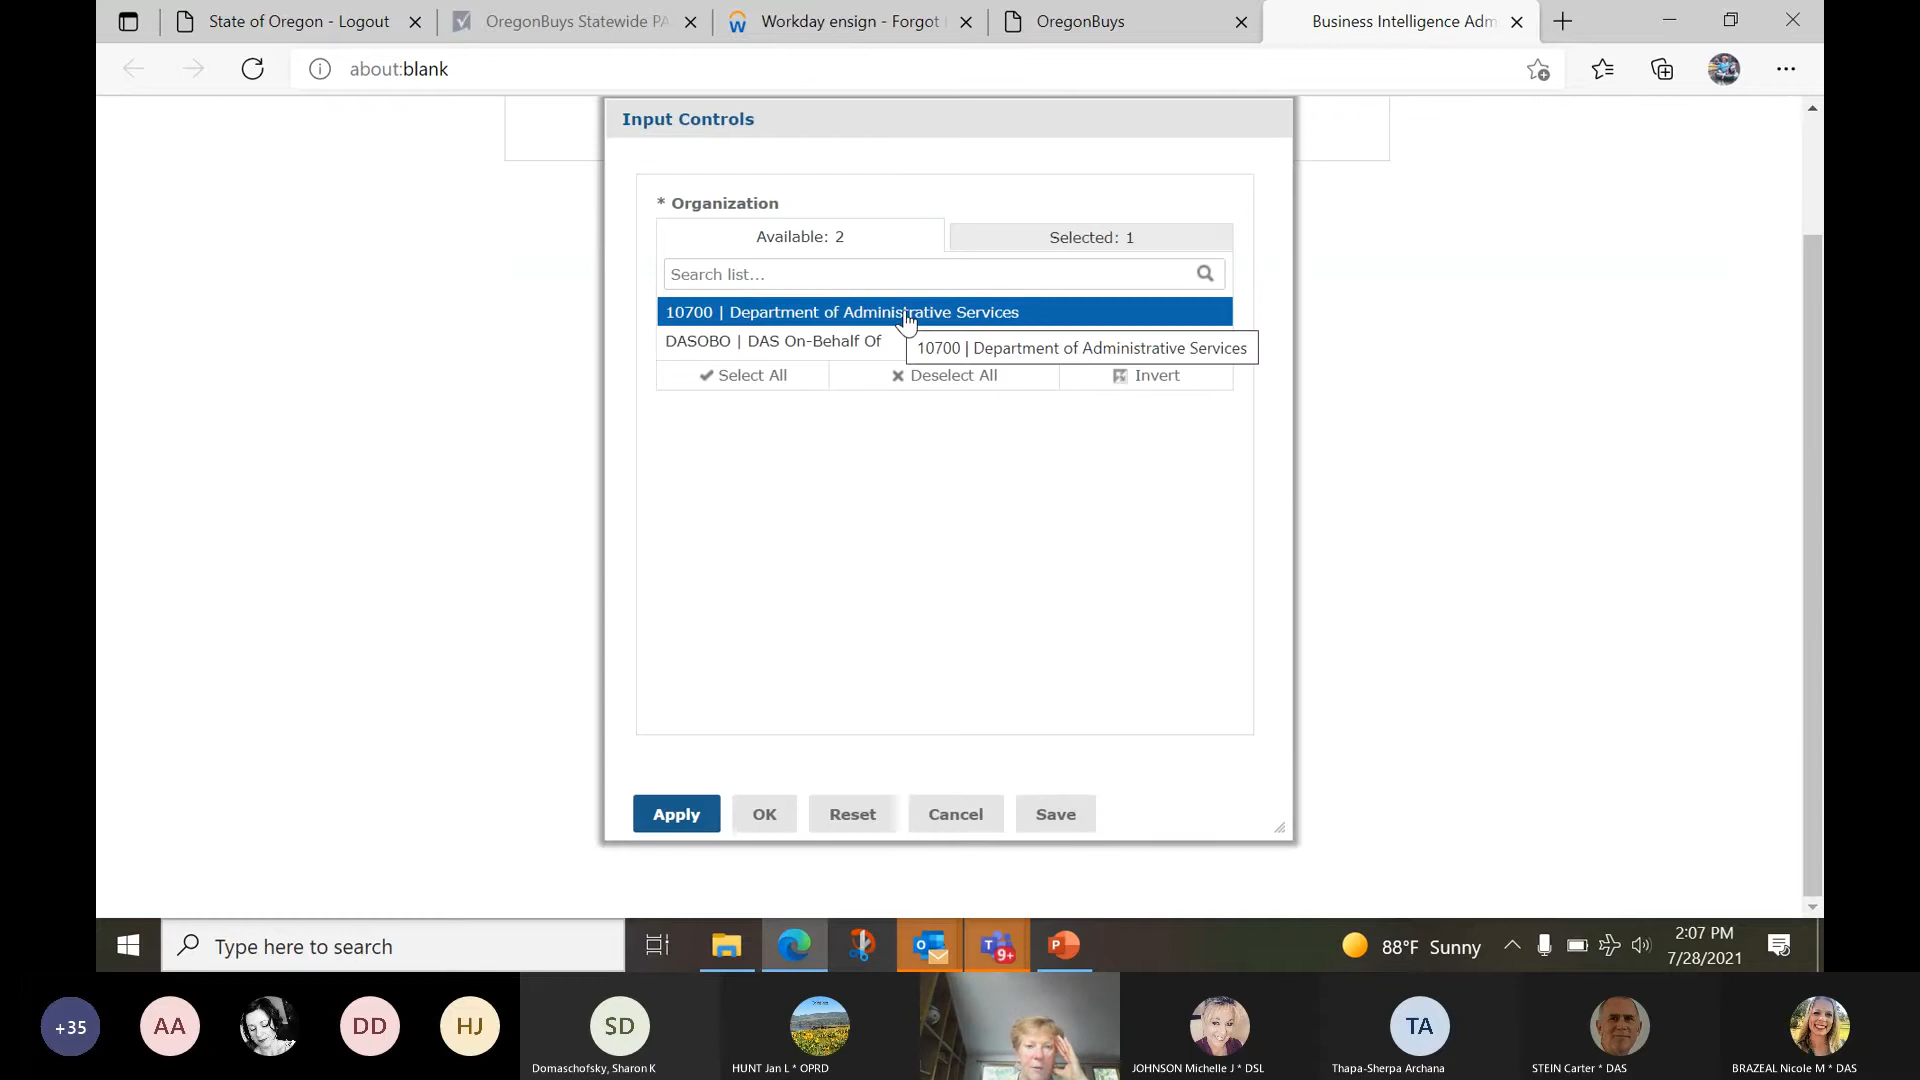 State of Oregon - Logout
OregonBuys Statewide PA
Workday ensign - Forgot
OregonBuys
Business Intelligence Adm
about:blank
Input Controls
* Organization
Available: 2
Selected: 1
Search list...
10700 | Department of Administrative Services
DASOBO | DAS On-Behalf Of
10700 | Department of Administrative Services
Select All
Deselect All
Invert
Apply
OK
Reset
Cancel
Save
Type here to search
9+
88°F Sunny
2:07 PM
7/28/2021
+35
AA
DD
HJ
SD
TA
Domaschofsky, Sharon K
HUNT Jan L * OPRD
JOHNSON Michelle J * DSL
Thapa-Sherpa Archana
STEIN Carter * DAS
BRAZEAL Nicole M * DAS